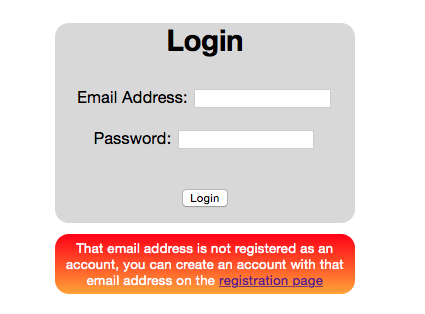 Login
Email Address:
Password:
Login
That email address is not registered as an
account, you can create an account with that
email address on the registration page